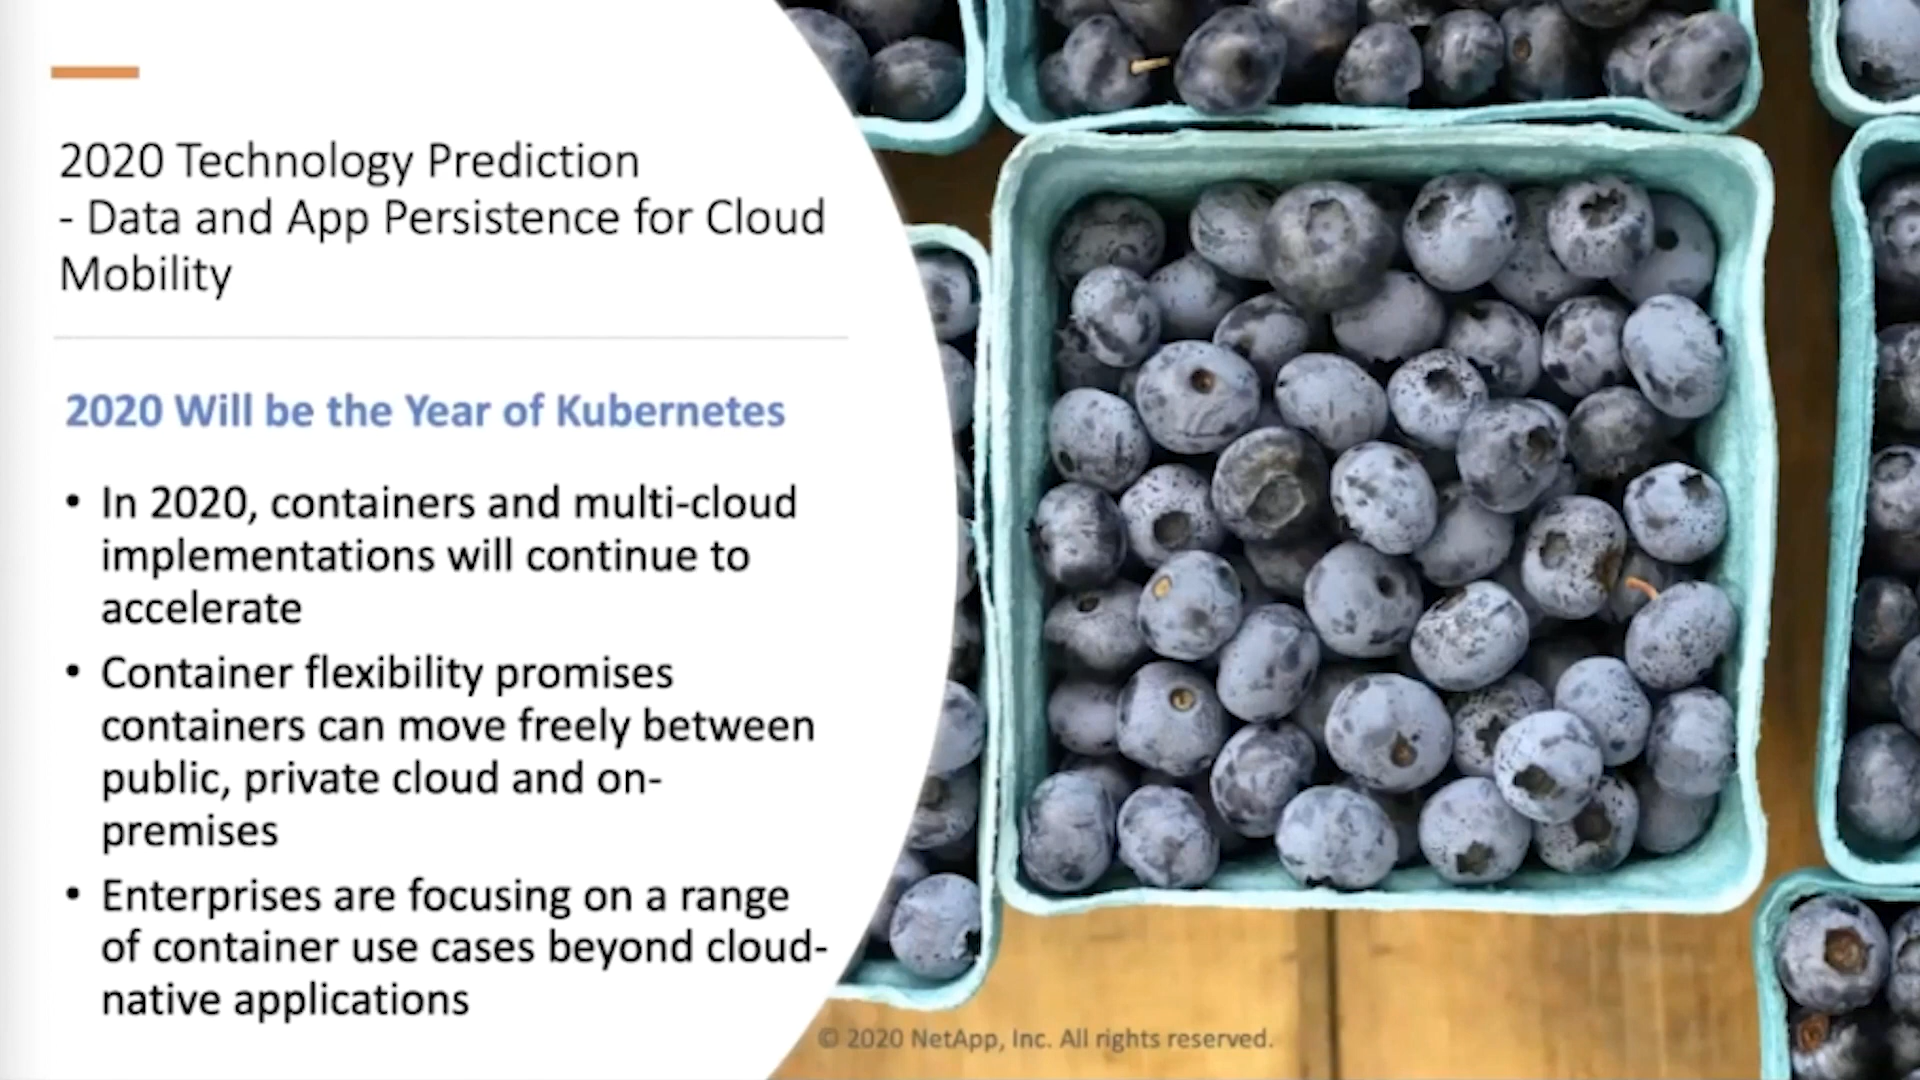 2020 Technology Prediction
- Data and App Persistence for Cloud
Mobility
2020 Will be the Year of Kubernetes
• In 2020, containers and multi-cloud
implementations will continue to
accelerate
• Container flexibility promises
containers can move freely between
public, private cloud and on-
premises
• Enterprises are focusing on a range
of container use cases beyond cloud-
native applications
© 2020 NetApp, Inc. All rights reserved.